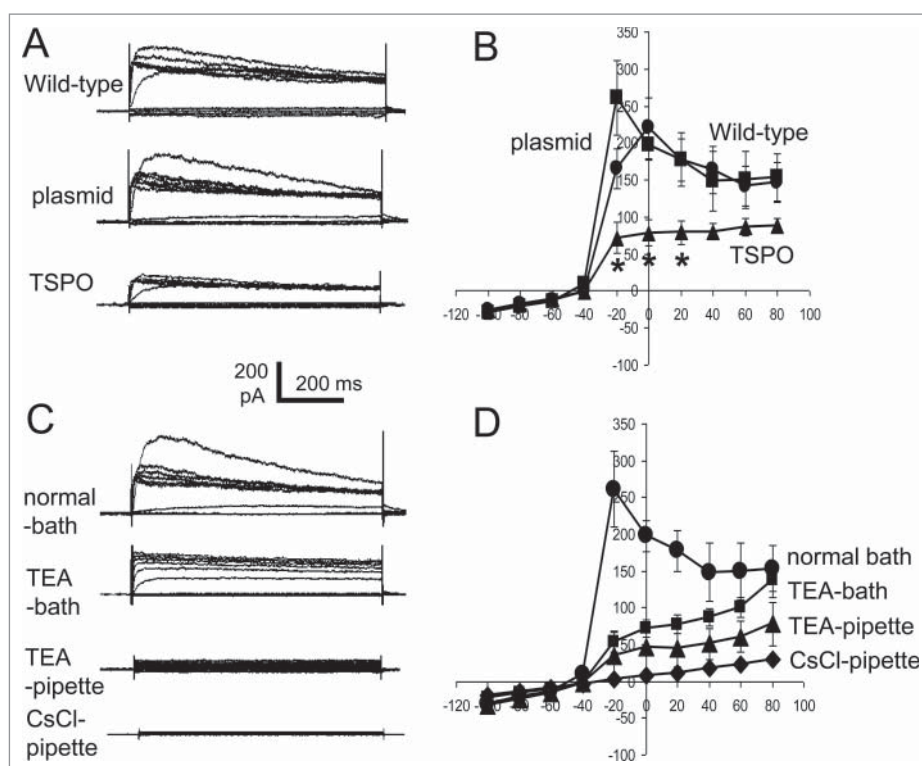 A
Wild-type
plasmid
TSPO
B
350
300
250
200
150
100
50
0
-50
-100
-120 -100 -80 -60 -40 -20 0 20 40 60 80 100
plasmid
Wild-type
TSPO
* * *
200
pA
200 ms
C
normal
-bath
TEA
-bath
TEA
-pipette
CsCl-
pipette
D
350
300
250
200
150
100
50
0
-50
-100
-120 -100 -80 -60 -40 -20 0 20 40 60 80 100
normal bath
TEA-bath
TEA-pipette
CsCl-pipette